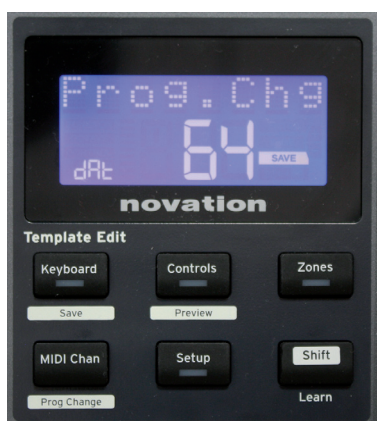 Prog.Chg
dAt 64 SAVE
novation
Template Edit
Keyboard Controls Zones
Save Preview
MIDI Chan Setup Shift
Prog Change Learn